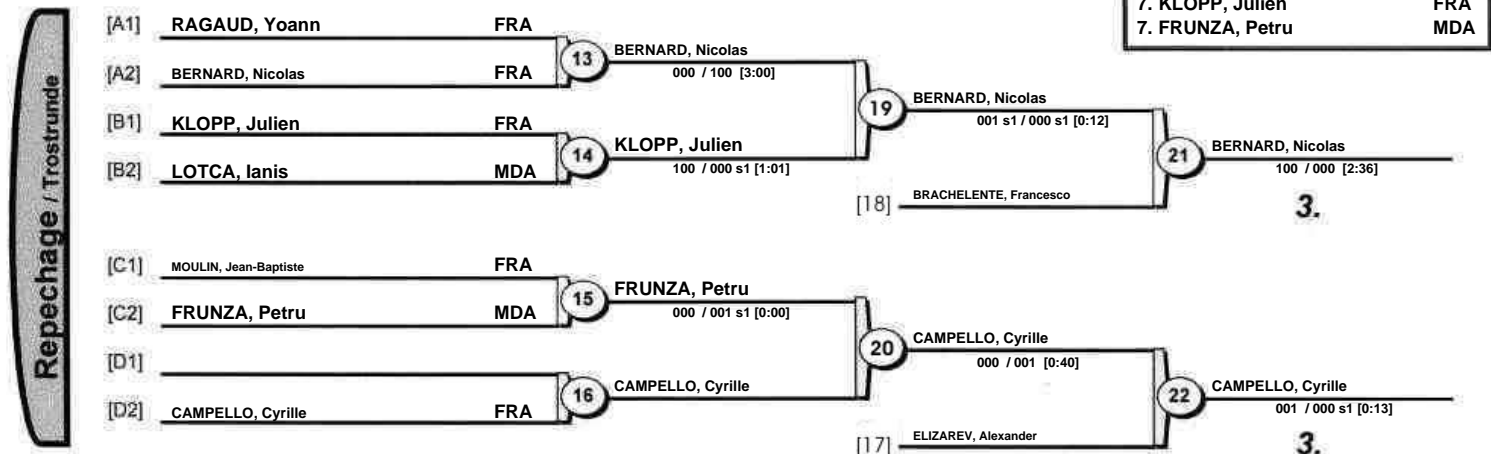 7. KLOPP, Julien FRA
7. FRUNZA, Petru MDA
Repechage / Trostrunde
[A1] RAGAUD, Yoann FRA
[A2] BERNARD, Nicolas FRA
13
BERNARD, Nicolas
000 / 100 [3:00]
[B1] KLOPP, Julien FRA
[B2] LOTCA, Ianis MDA
14
KLOPP, Julien
100 / 000 s1 [1:01]
19
BERNARD, Nicolas
001 s1 / 000 s1 [0:12]
[18] BRACHELENTE, Francesco
21
BERNARD, Nicolas
100 / 000 [2:36]
3.
[C1] MOULIN, Jean-Baptiste FRA
[C2] FRUNZA, Petru MDA
15
FRUNZA, Petru
000 / 001 s1 [0:00]
[D1]
[D2] CAMPELLO, Cyrille FRA
16
CAMPELLO, Cyrille
20
CAMPELLO, Cyrille
000 / 001 [0:40]
[17] ELIZAREV, Alexander
22
CAMPELLO, Cyrille
001 / 000 s1 [0:13]
3.